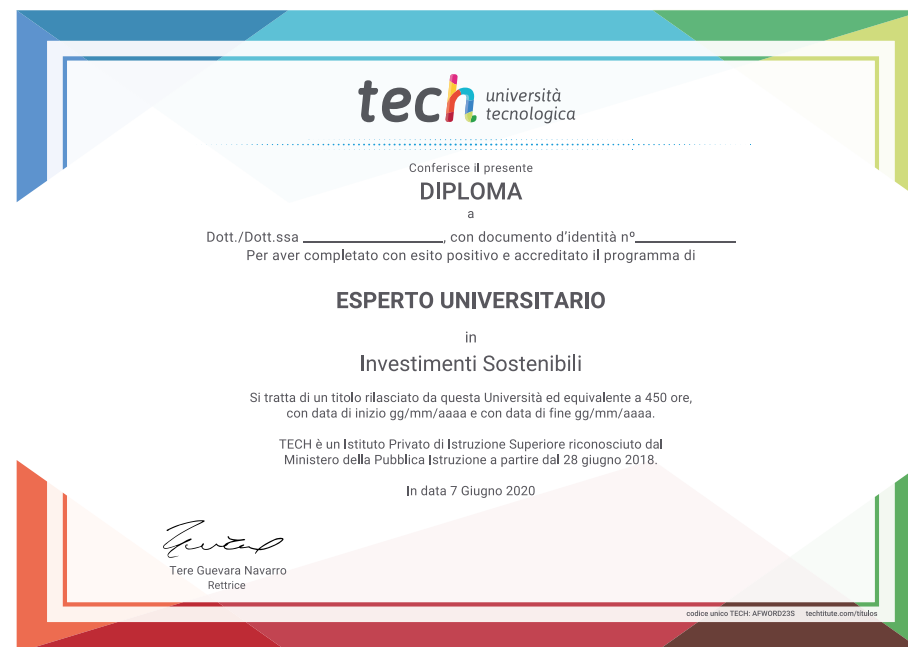 tech università
tecnologica
Conferisce il presente
DIPLOMA
a
Dott./Dott.ssa ____________________, con documento d'identità nº______________
Per aver completato con esito positivo e accreditato il programma di
ESPERTO UNIVERSITARIO
in
Investimenti Sostenibili
Si tratta di un titolo rilasciato da questa Università ed equivalente a 450 ore,
con data di inizio gg/mm/aaaa e con data di fine gg/mm/aaaa.
TECH è un Istituto Privato di Istruzione Superiore riconosciuto dal
Ministero della Pubblica Istruzione a partire dal 28 giugno 2018.
In data 7 Giugno 2020
Tere Guevara Navarro
Rettrice
codice unico TECH: AFWORD23S techtitute.com/titulos